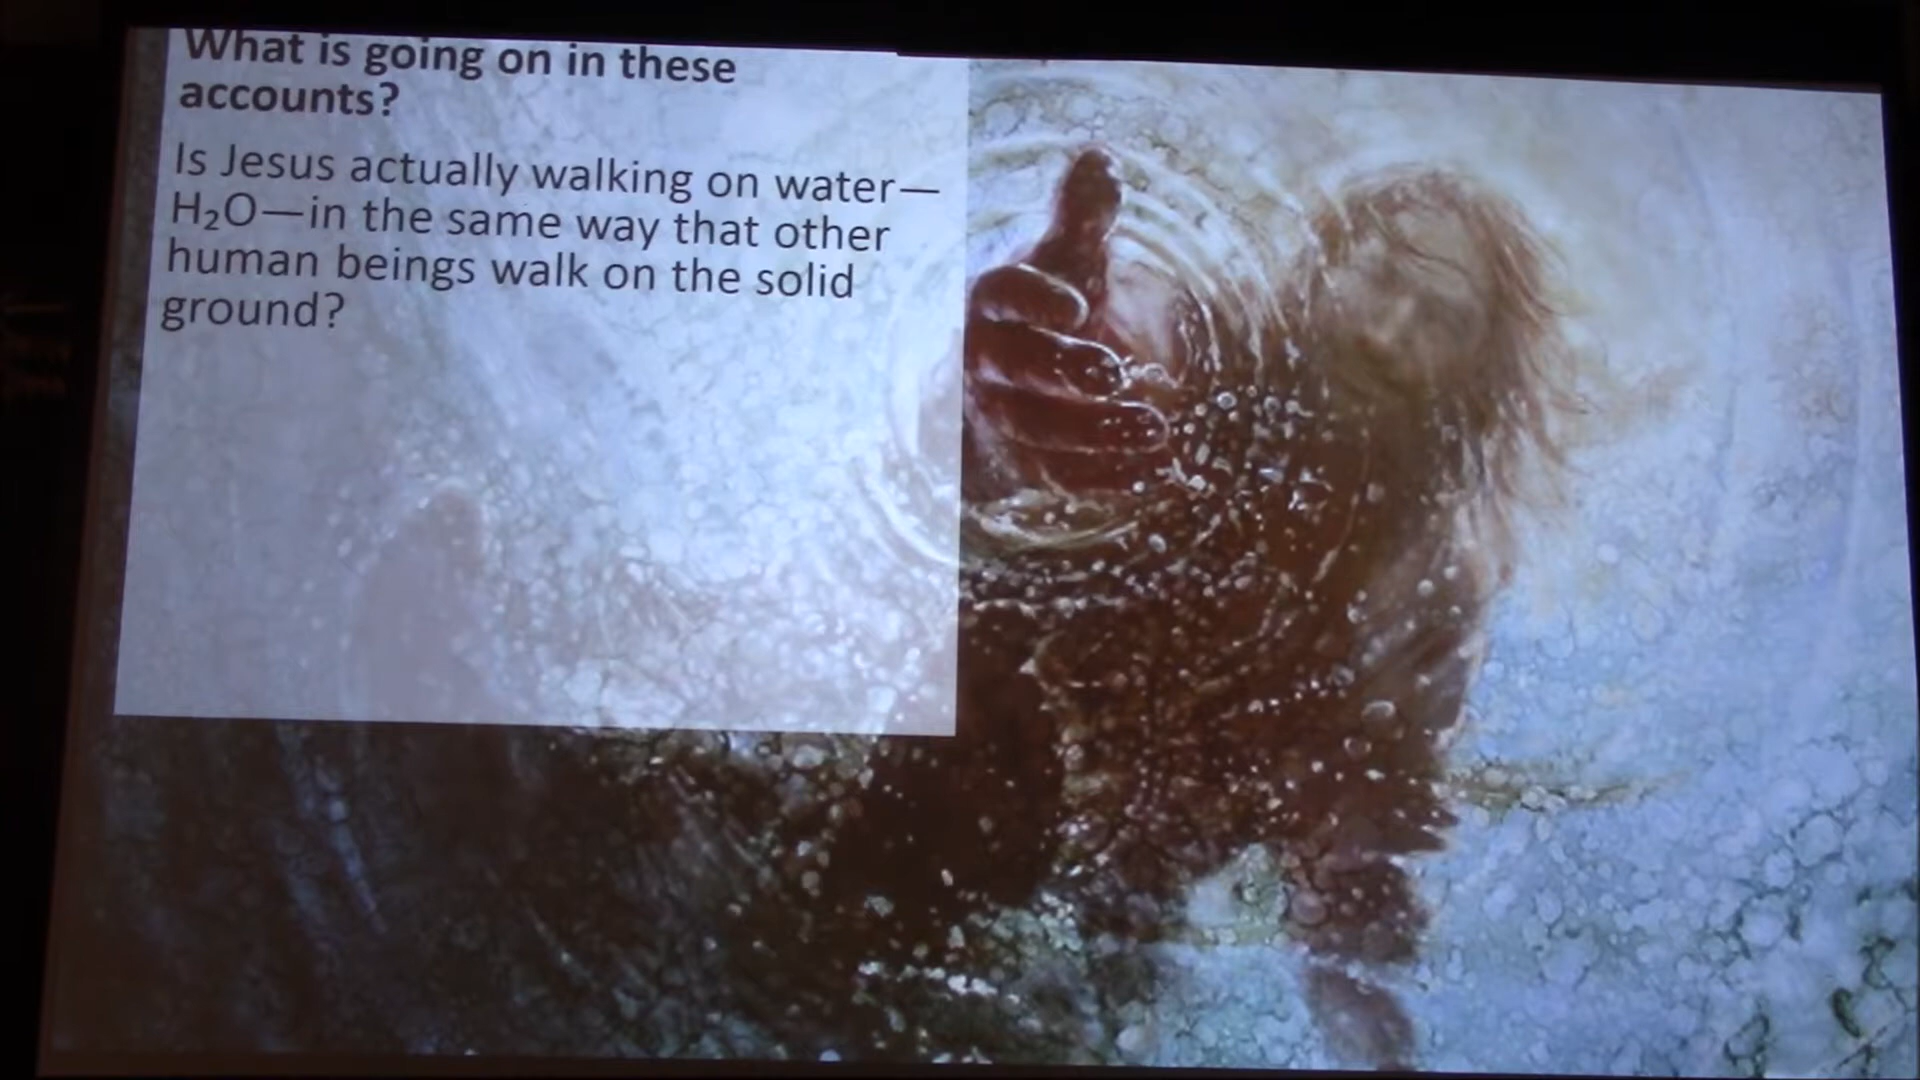 What is going on in these
accounts?
Is Jesus actually walking on water—
H₂O—in the same way that other
human beings walk on the solid
ground?